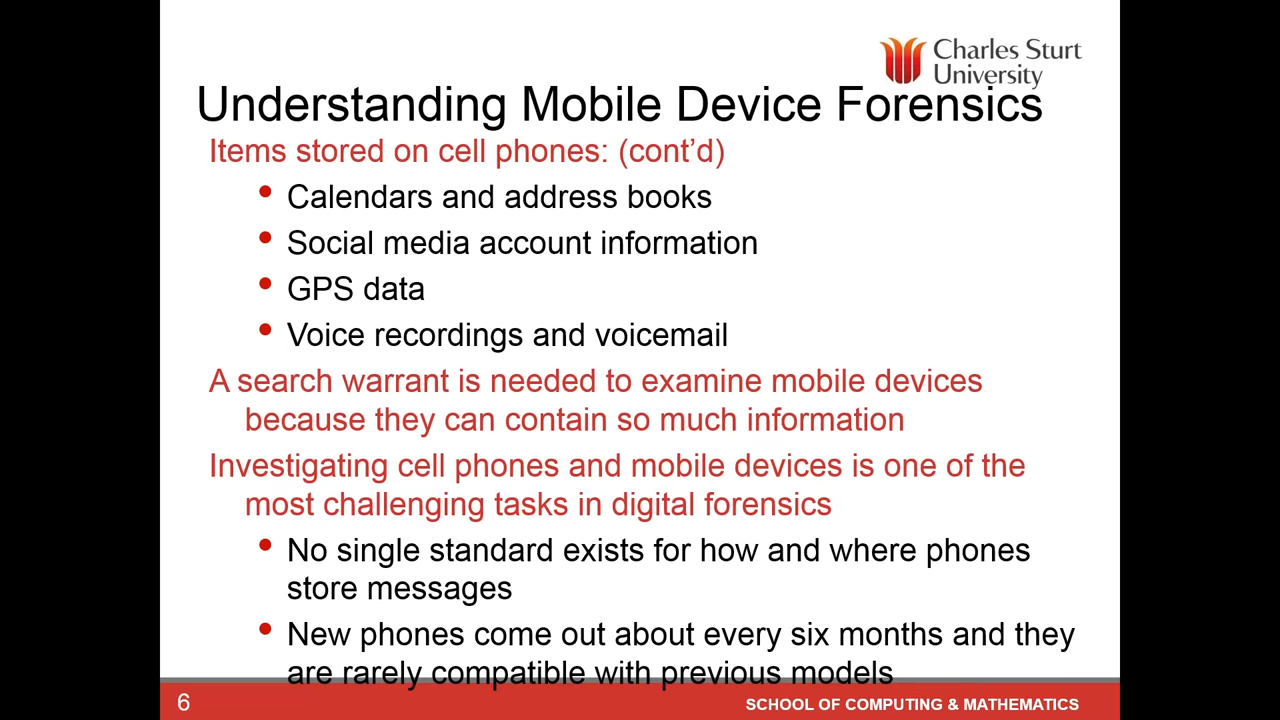 Charles Sturt
University
Understanding Mobile Device Forensics
Items stored on cell phones: (cont’d)
• Calendars and address books
• Social media account information
• GPS data
• Voice recordings and voicemail
A search warrant is needed to examine mobile devices
because they can contain so much information
Investigating cell phones and mobile devices is one of the
most challenging tasks in digital forensics
• No single standard exists for how and where phones
store messages
• New phones come out about every six months and they
are rarely compatible with previous models
6
SCHOOL OF COMPUTING & MATHEMATICS